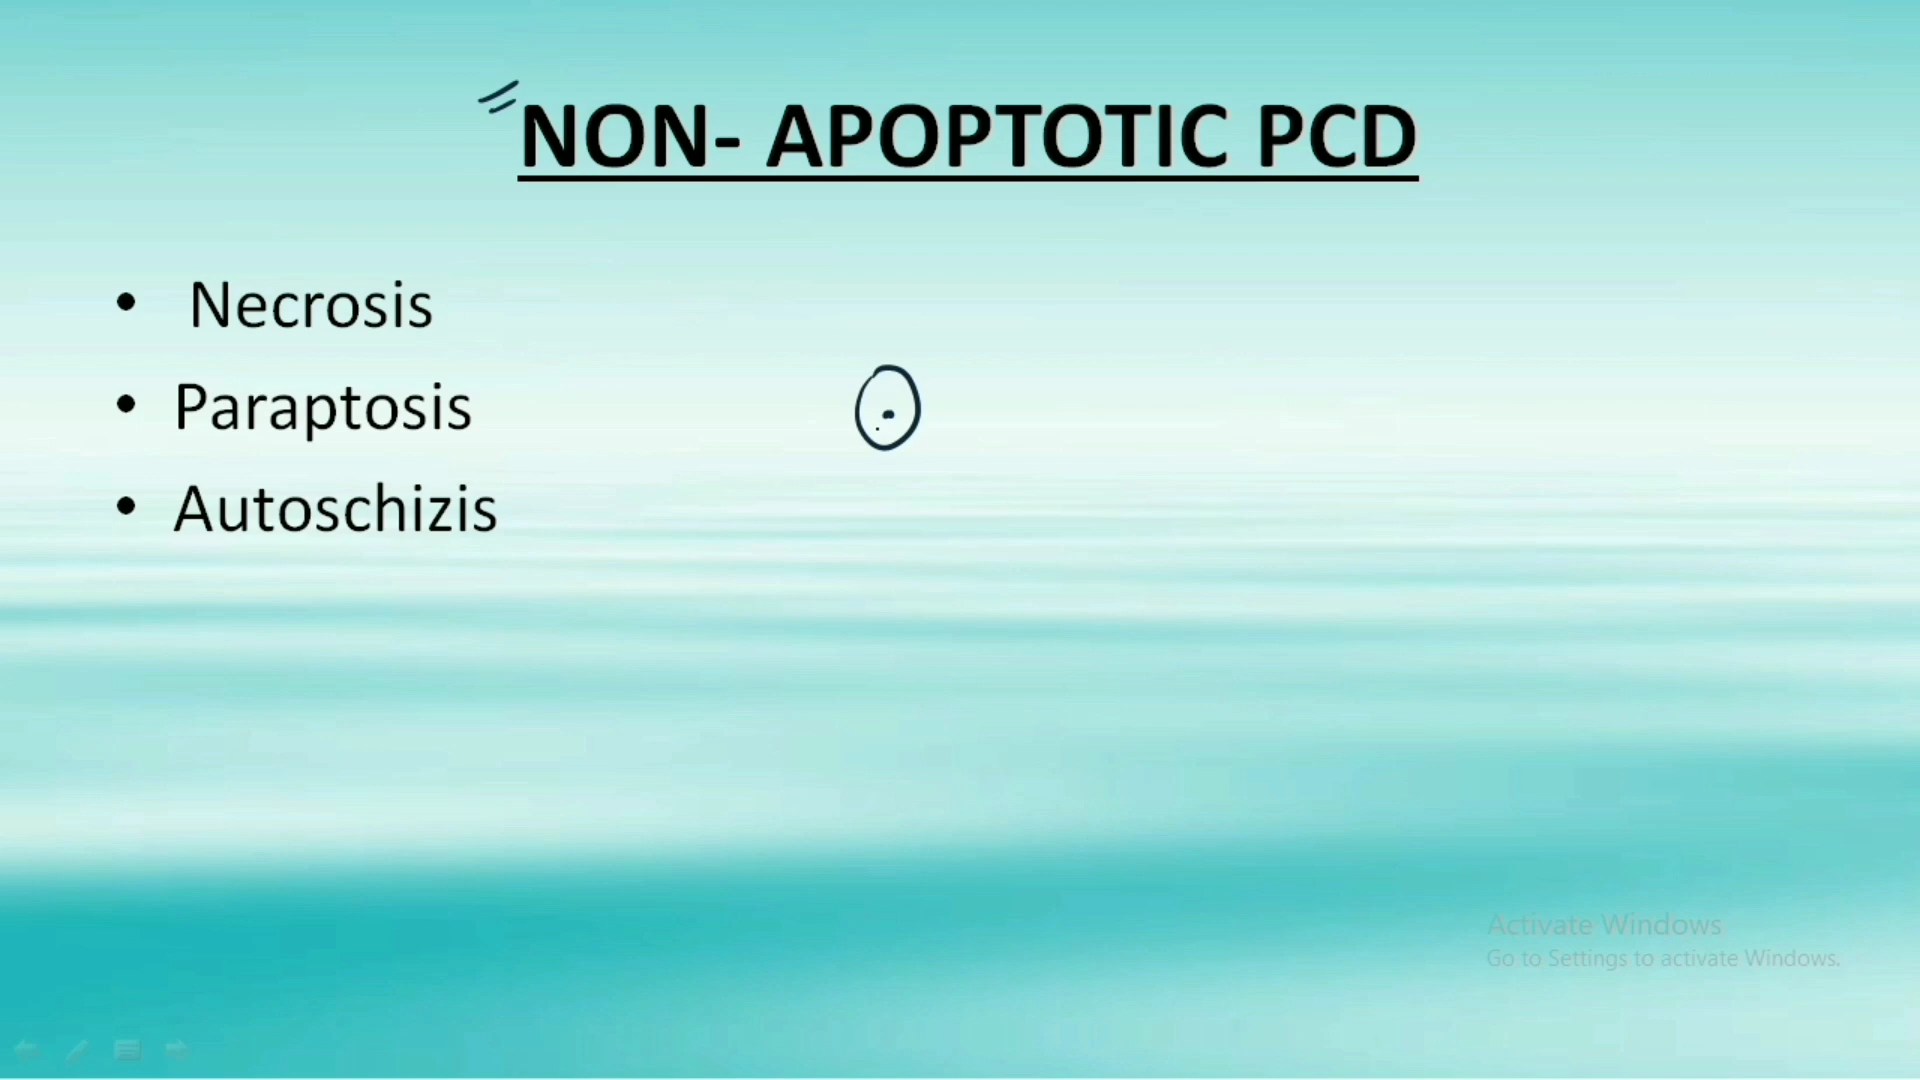 NON- APOPTOTIC PCD
• Necrosis
• Paraptosis
• Autoschizis
Activate Windows
Go to Settings to activate Windows.